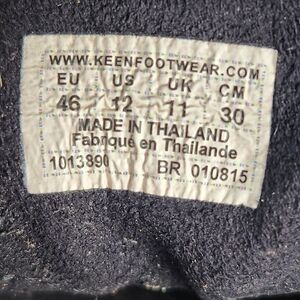 WWW.KEENFOOTWEAR.COM
EU US UK CM
46 12 11 30
MADE IN THAILAND
Fabriqué en Thaïlande
1013890 BR 010815